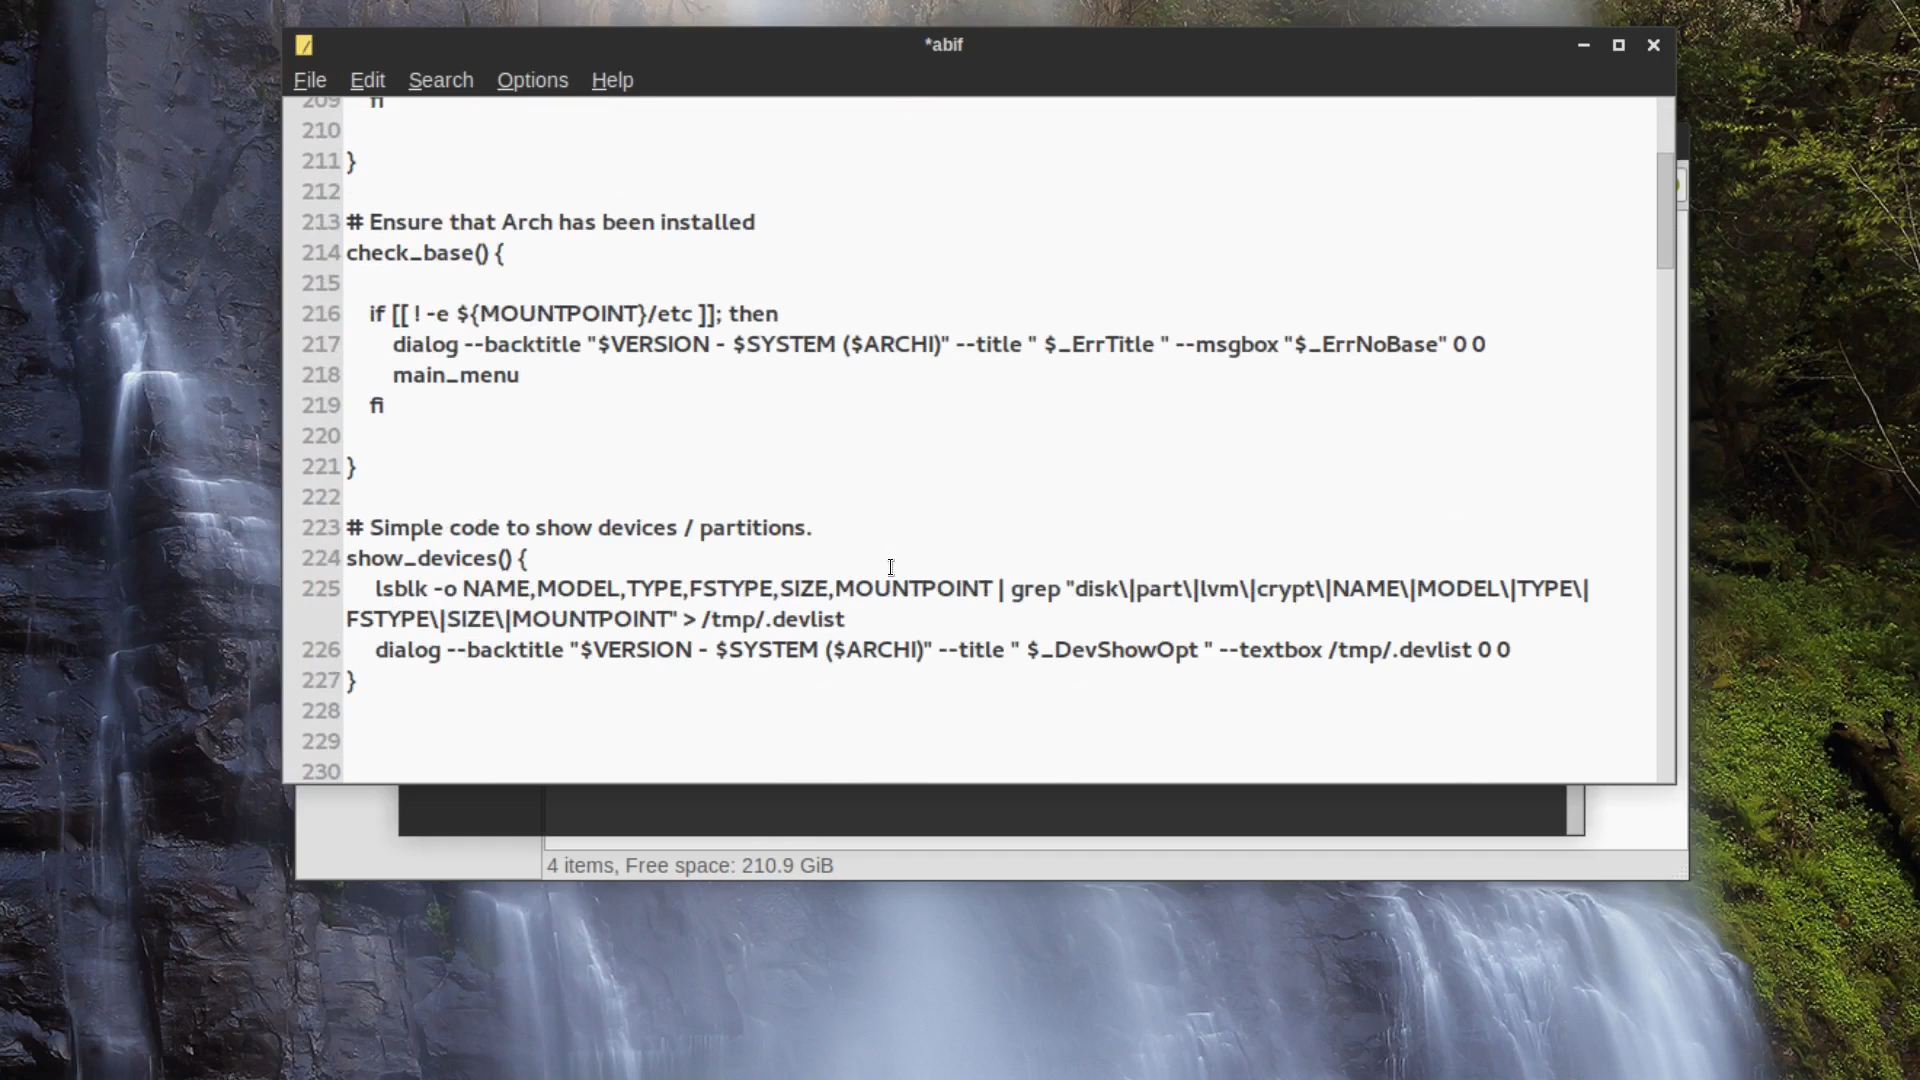 *abif
File Edit Search Options Help
209 fi
210
211 }
212
213 # Ensure that Arch has been installed
214 check_base() {
215
216 if [[ ! -e ${MOUNTPOINT}/etc ]]; then
217 dialog --backtitle "$VERSION - $SYSTEM ($ARCHI)" --title " $_ErrTitle " --msgbox "$_ErrNoBase" 0 0
218 main_menu
219 fi
220
221 }
222
223 # Simple code to show devices / partitions.
224 show_devices() {
225 lsblk -o NAME,MODEL,TYPE,FSTYPE,SIZE,MOUNTPOINT | grep "disk\|part\|lvm\|crypt\|NAME\|MODEL\|TYPE\|
FSTYPE\|SIZE\|MOUNTPOINT" > /tmp/.devlist
226 dialog --backtitle "$VERSION - $SYSTEM ($ARCHI)" --title " $_DevShowOpt " --textbox /tmp/.devlist 0 0
227 }
228
229
230
4 items, Free space: 210.9 GiB